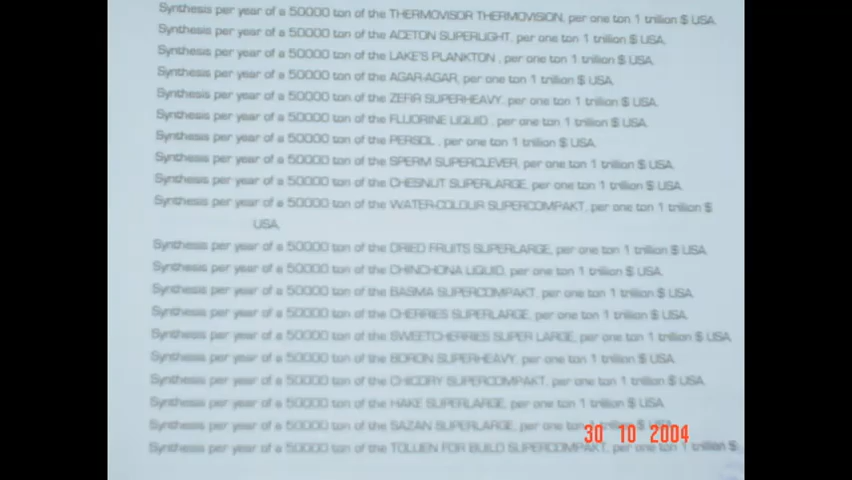 Synthesis per year of a 50000 ton of the THERMOVISOR THERMOVISION, per one ton 1 trillion $ USA.
Synthesis per year of a 50000 ton of the ACETON SUPERLIGHT, per one ton 1 trillion $ USA.
Synthesis per year of a 50000 ton of the LAKE'S PLANKTON , per one ton 1 trillion $ USA.
Synthesis per year of a 50000 ton of the AGAR-AGAR, per one ton 1 trillion $ USA.
Synthesis per year of a 50000 ton of the ZEFIR SUPERHEAVY, per one ton 1 trillion $ USA.
Synthesis per year of a 50000 ton of the FLUORINE LIQUID , per one ton 1 trillion $ USA.
Synthesis per year of a 50000 ton of the PERSOL , per one ton 1 trillion $ USA.
Synthesis per year of a 50000 ton of the SPERM SUPERCLEVER, per one ton 1 trillion $ USA.
Synthesis per year of a 50000 ton of the CHESNUT SUPERLARGE, per one ton 1 trillion $ USA.
Synthesis per year of a 50000 ton of the WATER-COLOUR SUPERCOMPAKT, per one ton 1 trillion $
USA.
Synthesis per year of a 50000 ton of the DRIED FRUITS SUPERLARGE, per one ton 1 trillion $ USA.
Synthesis per year of a 50000 ton of the CHINCHONA LIQUID, per one ton 1 trillion $ USA.
Synthesis per year of a 50000 ton of the BASMA SUPERCOMPAKT, per one ton 1 trillion $ USA.
Synthesis per year of a 50000 ton of the CHERRIES SUPERLARGE, per one ton 1 trillion $ USA.
Synthesis per year of a 50000 ton of the SWEETCHERRIES SUPER LARGE, per one ton 1 trillion $ USA.
Synthesis per year of a 50000 ton of the BORON SUPERHEAVY, per one ton 1 trillion $ USA.
Synthesis per year of a 50000 ton of the CHICORY SUPERCOMPAKT, per one ton 1 trillion $ USA.
Synthesis per year of a 50000 ton of the HAKE SUPERLARGE, per one ton 1 trillion $ USA.
Synthesis per year of a 50000 ton of the SAZAN SUPERLARGE, per one ton 1 trillion $ USA.
Synthesis per year of a 50000 ton of the TOLUEN FOR BUILD SUPERCOMPAKT, per one ton 1 trillion $
30 10 2004